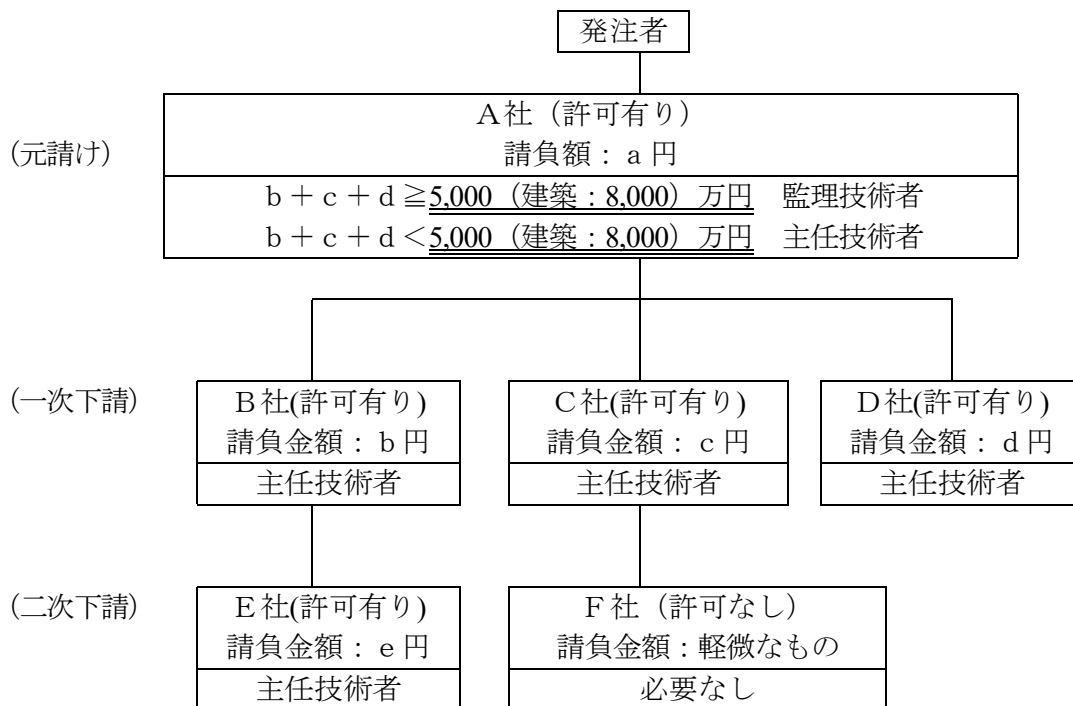 発注者
(元請け)
A社（許可有り）
請負額：a円
b＋c＋d≧5,000（建築：8,000）万円　監理技術者
b＋c＋d＜5,000（建築：8,000）万円　主任技術者
(一次下請)
B社(許可有り)
請負金額：b円
主任技術者
C社(許可有り)
請負金額：c円
主任技術者
D社(許可有り)
請負金額：d円
主任技術者
(二次下請)
E社(許可有り)
請負金額：e円
主任技術者
F社（許可なし）
請負金額：軽微なもの
必要なし